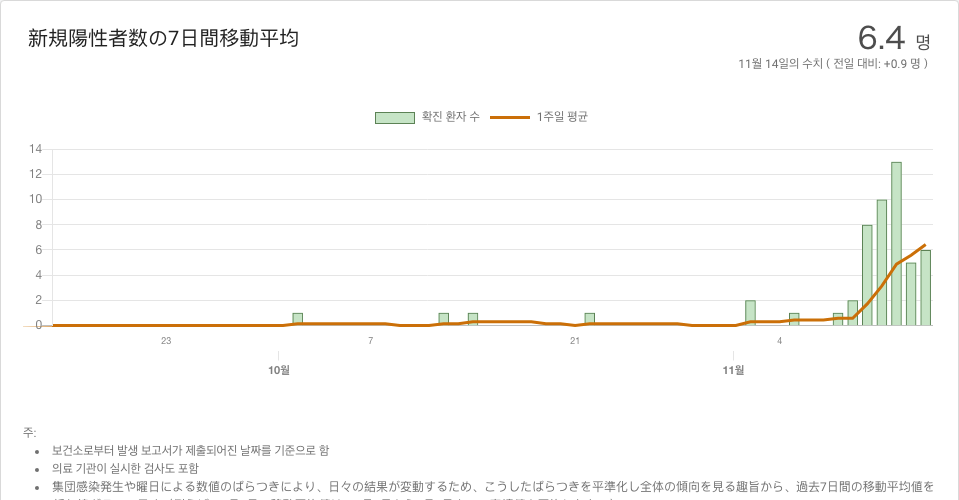 新規陽性者数の7日間移動平均
6.4 명
11월 14일의 수치 ( 전일 대비: +0.9 명 )
확진 환자 수 1주일 평균
14
12
10
8
6
4
2
0
23 7 21 4
10월 11월
주:
보건소로부터 발생 보고서가 제출되어진 날짜를 기준으로 함
의료 기관이 실시한 검사도 포함
集団感染発生や曜日による数値のばらつきにより、日々の結果が変動するため、こうしたばらつきを平準化し全体の傾向を見る趣旨から、過去7日間の移動平均値を